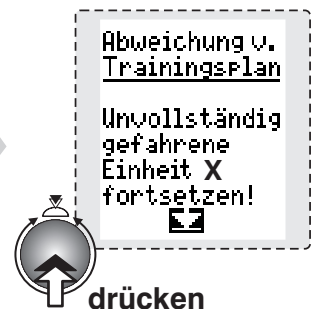 Abweichung v.
Trainingsplan
Unvollständig
gefahrene
Einheit X
fortsetzen!
drücken